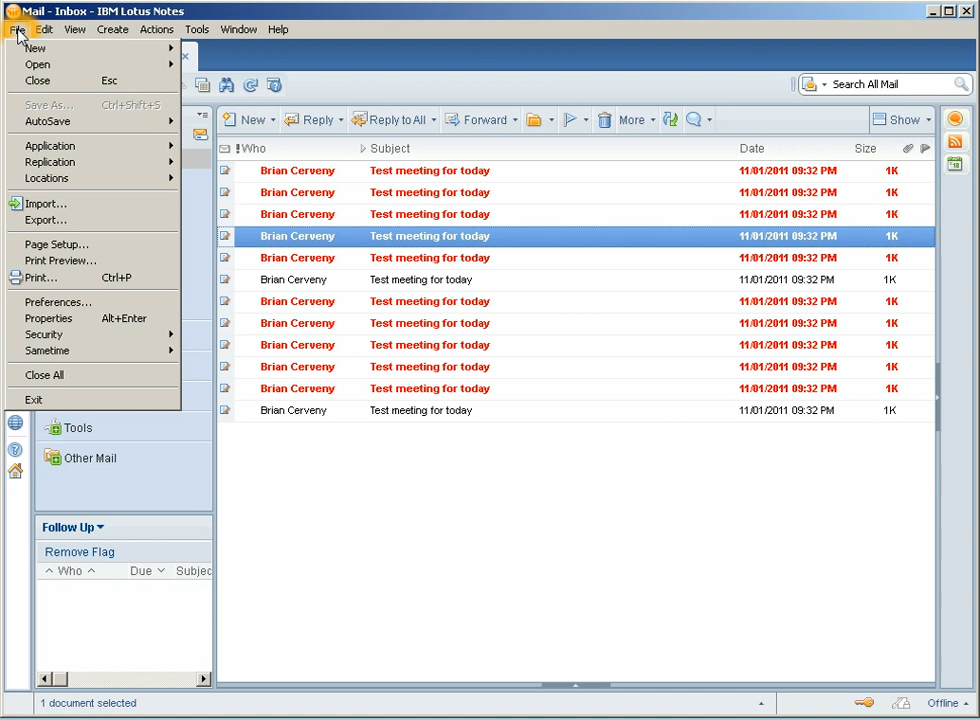 Mail - Inbox - IBM Lotus Notes
File Edit View Create Actions Tools Window Help
New
Open
Close Esc
Save As... Ctrl+Shift+S
AutoSave
Application
Replication
Locations
Import...
Export...
Page Setup...
Print Preview...
Print... Ctrl+P
Preferences...
Properties Alt+Enter
Security
Sametime
Close All
Exit
Search All Mail
New Reply Reply to All Forward More Show
! Who Subject Date Size
Brian Cerveny Test meeting for today 11/01/2011 09:32 PM 1K
Brian Cerveny Test meeting for today 11/01/2011 09:32 PM 1K
Brian Cerveny Test meeting for today 11/01/2011 09:32 PM 1K
Brian Cerveny Test meeting for today 11/01/2011 09:32 PM 1K
Brian Cerveny Test meeting for today 11/01/2011 09:32 PM 1K
Brian Cerveny Test meeting for today 11/01/2011 09:32 PM 1K
Brian Cerveny Test meeting for today 11/01/2011 09:32 PM 1K
Brian Cerveny Test meeting for today 11/01/2011 09:32 PM 1K
Brian Cerveny Test meeting for today 11/01/2011 09:32 PM 1K
Brian Cerveny Test meeting for today 11/01/2011 09:32 PM 1K
Brian Cerveny Test meeting for today 11/01/2011 09:32 PM 1K
Brian Cerveny Test meeting for today 11/01/2011 09:32 PM 1K
Tools
Other Mail
Follow Up
Remove Flag
Who Due Subjec
1 document selected
Offline